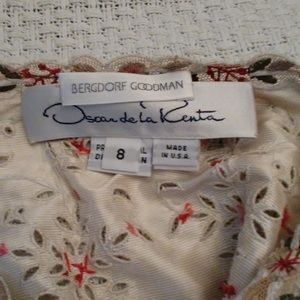 BERGDORF GOODMAN
Oscar de la Renta
8
MADE
IN U.S.A.